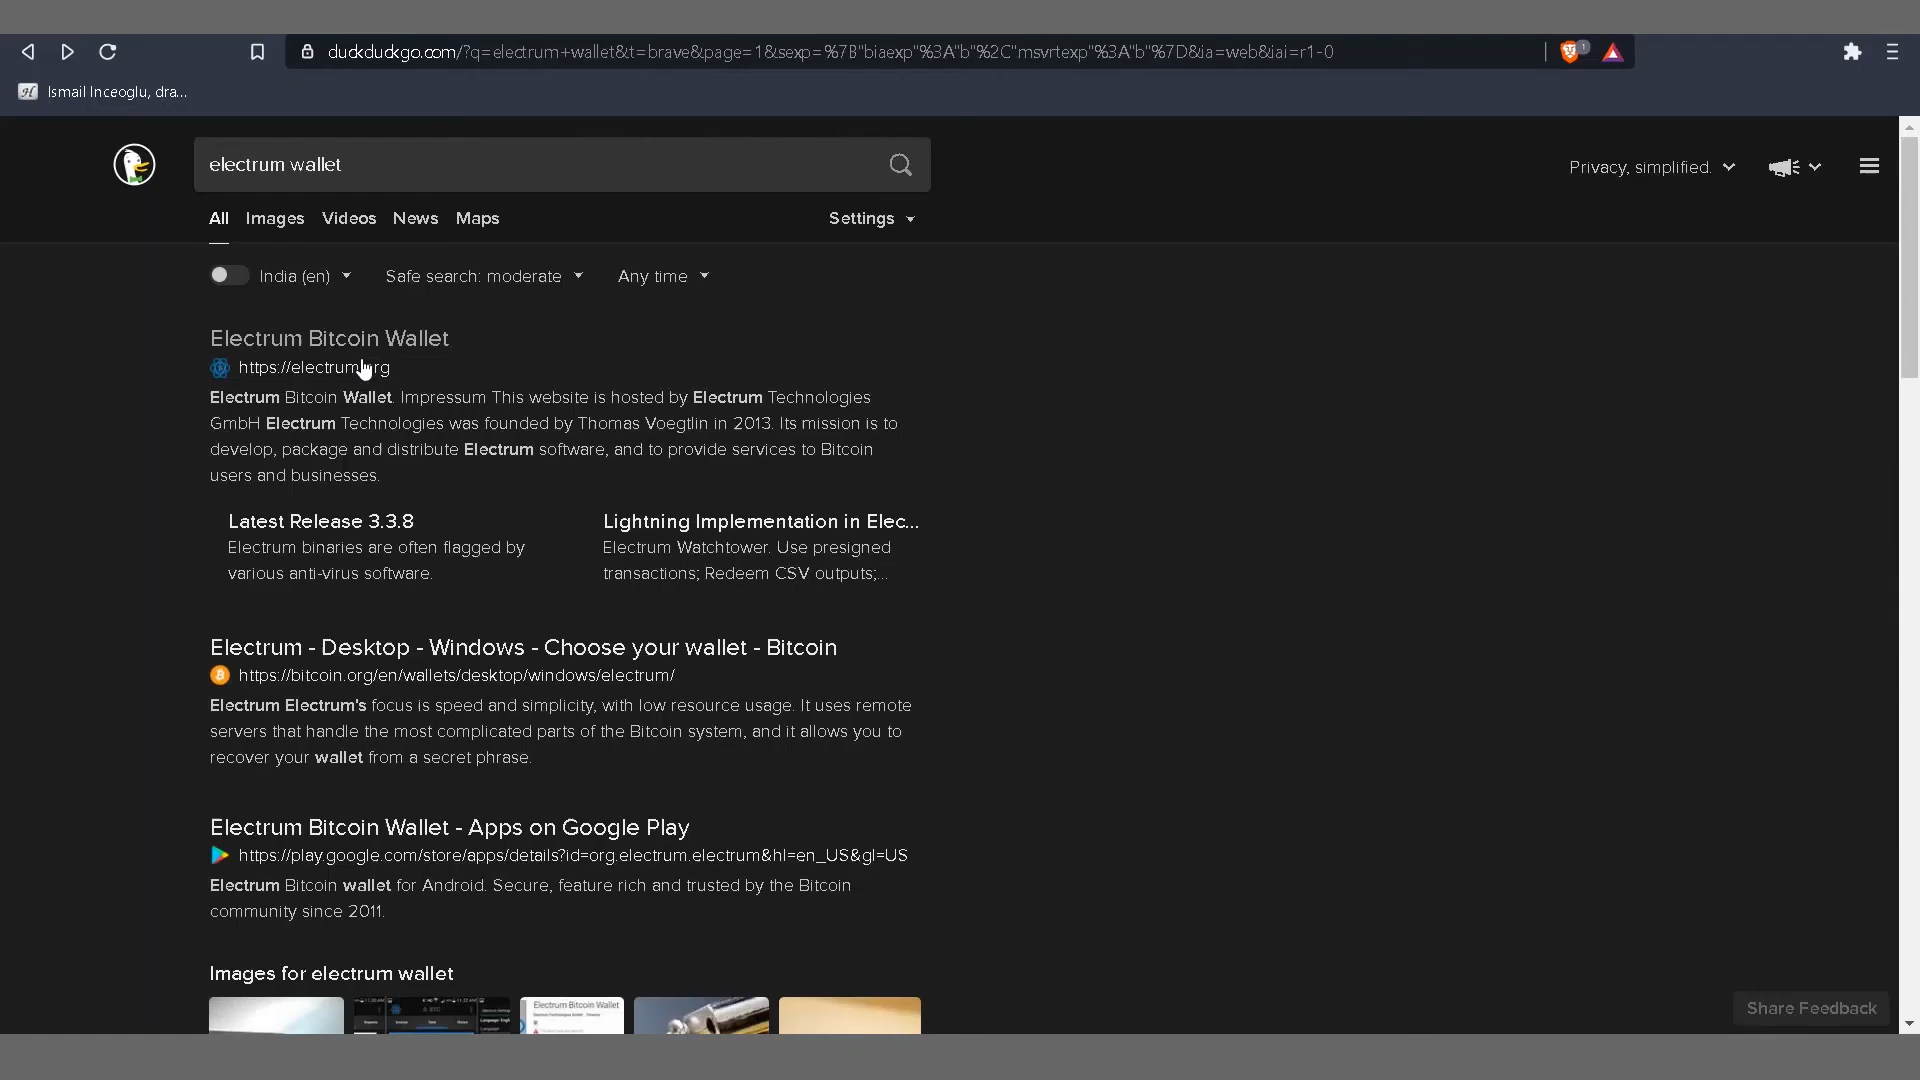 duckduckgo.com/?q=electrum+wallet&t=brave&page=1&sexp=%7B"biaexp"%3A"b"%2C"msvrtexp"%3A"b"%7D&ia=web&iai=r1-0
1
Ismail Inceoglu, dra...
electrum wallet
Privacy, simplified.
All Images Videos News Maps Settings
India (en) Safe search: moderate Any time
Electrum Bitcoin Wallet
https://electrum.org
Electrum Bitcoin Wallet. Impressum This website is hosted by Electrum Technologies
GmbH Electrum Technologies was founded by Thomas Voegtlin in 2013. Its mission is to
develop, package and distribute Electrum software, and to provide services to Bitcoin
users and businesses.
Latest Release 3.3.8
Electrum binaries are often flagged by
various anti-virus software.
Lightning Implementation in Elec...
Electrum Watchtower. Use presigned
transactions; Redeem CSV outputs;...
Electrum - Desktop - Windows - Choose your wallet - Bitcoin
https://bitcoin.org/en/wallets/desktop/windows/electrum/
Electrum Electrum's focus is speed and simplicity, with low resource usage. It uses remote
servers that handle the most complicated parts of the Bitcoin system, and it allows you to
recover your wallet from a secret phrase.
Electrum Bitcoin Wallet - Apps on Google Play
https://play.google.com/store/apps/details?id=org.electrum.electrum&hl=en_US&gl=US
Electrum Bitcoin wallet for Android. Secure, feature rich and trusted by the Bitcoin
community since 2011.
Images for electrum wallet
Electrum Bitcoin Wallet
Share Feedback